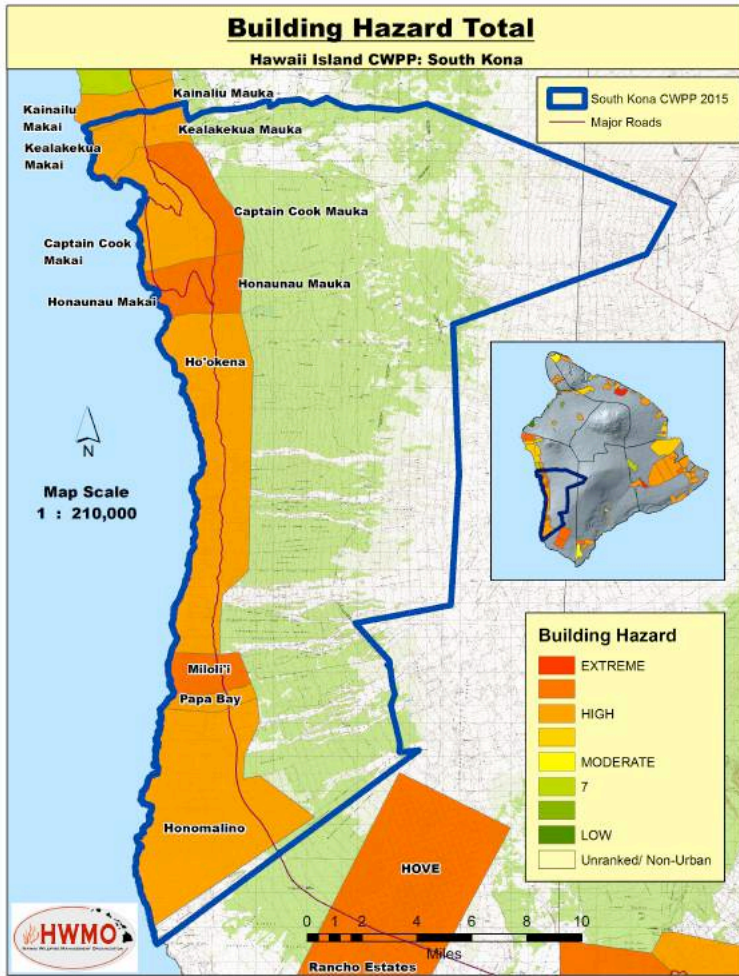 Building Hazard Total
Hawaii Island CWPP: South Kona
South Kona CWPP 2015
Major Roads
Kainaliu Mauka
Kainailu
Makai
Kealakekua Mauka
Kealakekua
Makai
Captain Cook Mauka
Captain Cook
Makai
Honaunau Mauka
Honaunau Makai
Ho'okena
N
Map Scale
1 : 210,000
Miloli'i
Papa Bay
Honomalino
HOVE
Rancho Estates
Building Hazard
EXTREME
HIGH
MODERATE
7
LOW
Unranked/ Non-Urban
0 1 2 4 6 8 10
Miles
HWMO